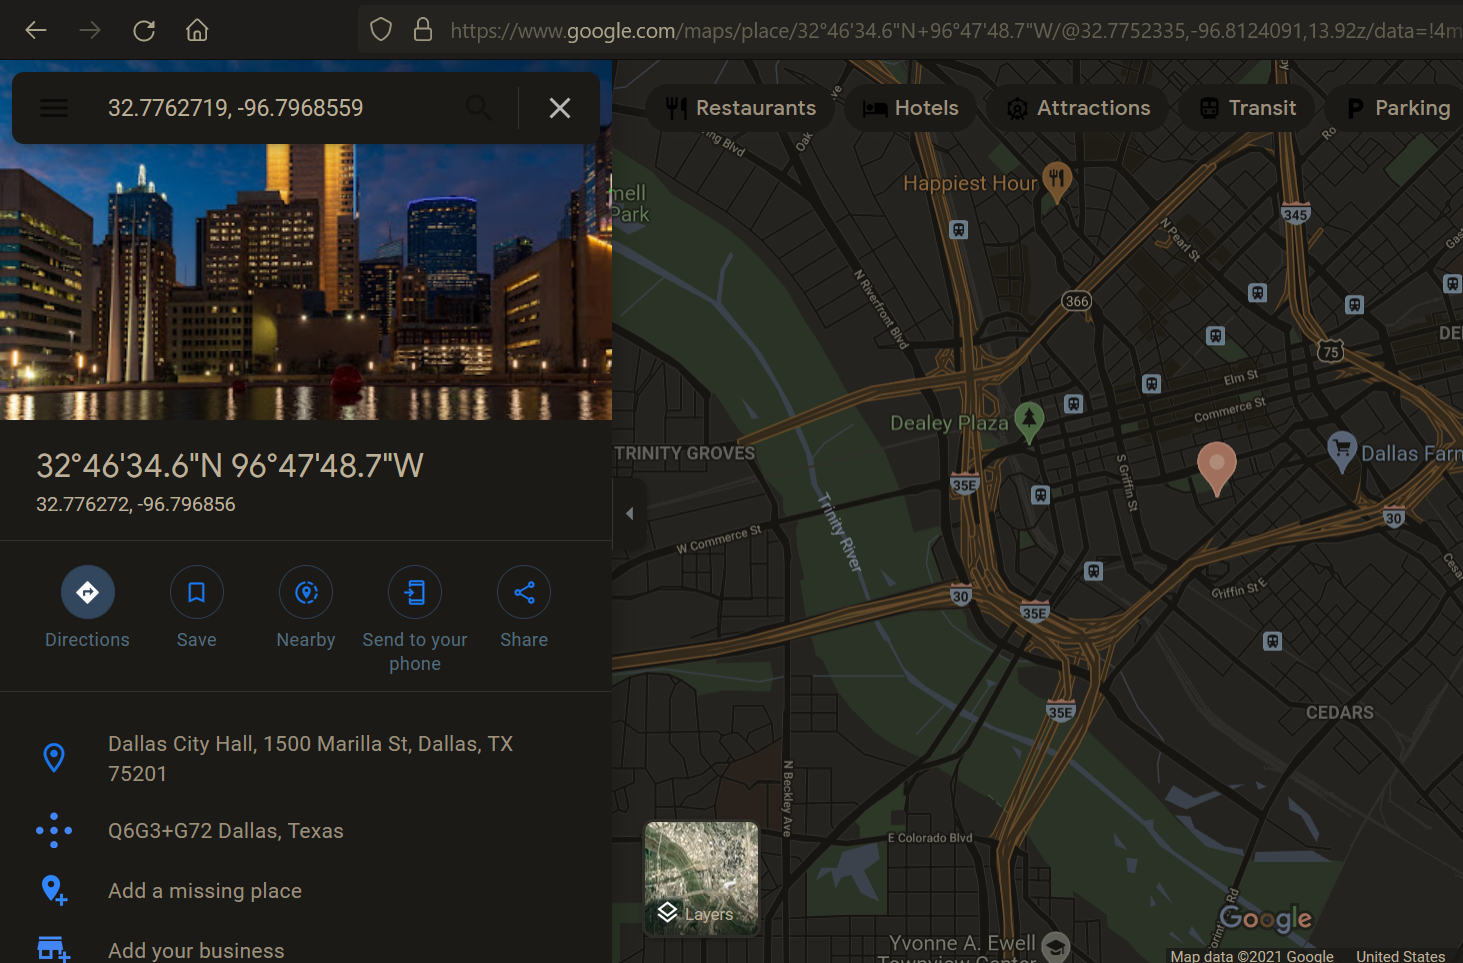 https://www.google.com/maps/place/32°46'34.6"N+96°47'48.7"W/@32.7752335,-96.8124091,13.92z/data=!4m
32.7762719, -96.7968559
Restaurants
Hotels
Attractions
Transit
Parking
32°46'34.6"N 96°47'48.7"W
32.776272, -96.796856
Directions
Save
Nearby
Send to your
phone
Share
Dallas City Hall, 1500 Marilla St, Dallas, TX
75201
Q6G3+G72 Dallas, Texas
Add a missing place
Add your business
Happiest Hour
Park
345
N Pearl St
N Riverfront Blvd
366
75
Elm St
Commerce St
Dealey Plaza
TRINITY GROVES
Dallas Farm
35E
S Griffin St
30
Trinity River
W Commerce St
30
35E
Griffin St E
35E
CEDARS
N Beckley Ave
E Colorado Blvd
Layers
Google
Yvonne A. Ewell
Townview Center
Map data ©2021 Google
United States